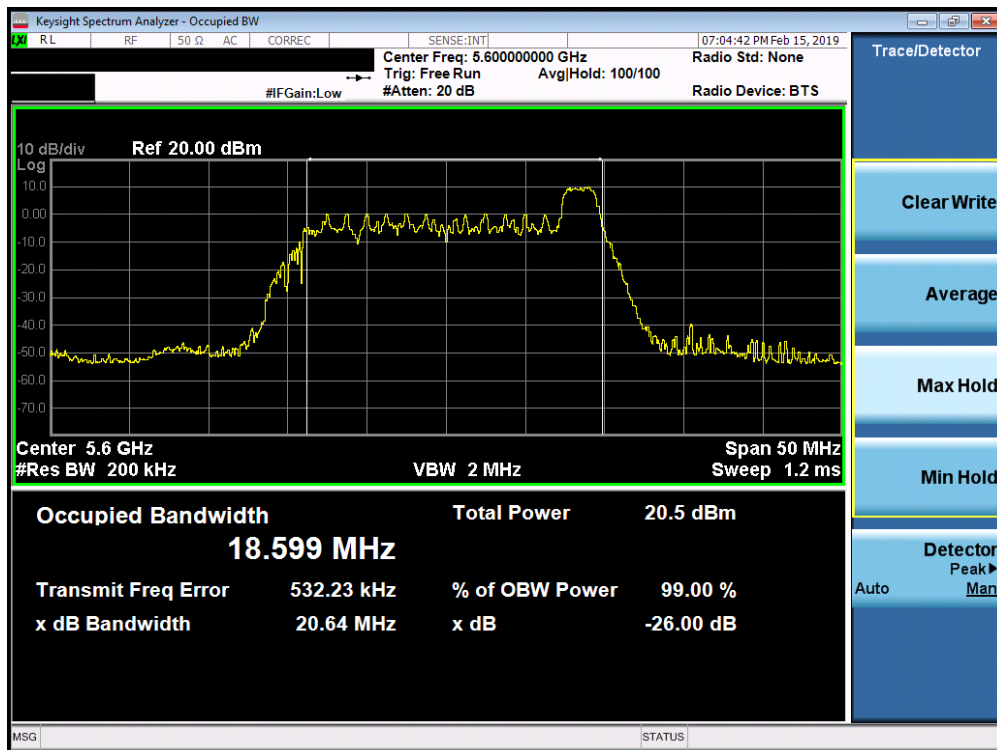 Keysight Spectrum Analyzer - Occupied BW
LXI RL RF 50 Ω AC CORREC SENSE:INT 07:04:42 PM Feb 15, 2019
Center Freq: 5.600000000 GHz Radio Std: None
Trig: Free Run Avg|Hold: 100/100
#IFGain:Low #Atten: 20 dB Radio Device: BTS
Trace/Detector
10 dB/div Ref 20.00 dBm
Log
10.0
0.00
-10.0
-20.0
-30.0
-40.0
-50.0
-60.0
-70.0
Center 5.6 GHz Span 50 MHz
#Res BW 200 kHz VBW 2 MHz Sweep 1.2 ms
Occupied Bandwidth Total Power 20.5 dBm
18.599 MHz
Transmit Freq Error 532.23 kHz % of OBW Power 99.00 %
x dB Bandwidth 20.64 MHz x dB -26.00 dB
Clear Write
Average
Max Hold
Min Hold
Detector
Peak▶
Auto Man
MSG STATUS